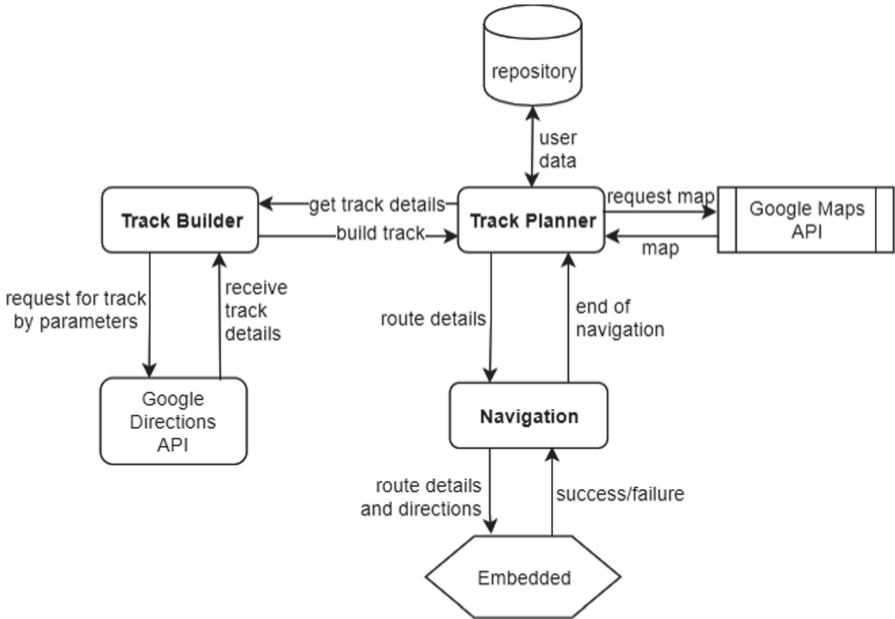 repository
user
data
Track Builder
get track details
build track
Track Planner
request map
map
Google Maps
API
request for track
by parameters
receive
track
details
route details
end of
navigation
Google
Directions
API
Navigation
route details
and directions
success/failure
Embedded